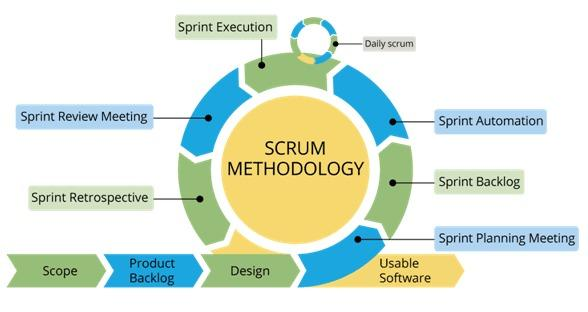 Sprint Execution
Daily scrum
Sprint Review Meeting
Sprint Automation
SCRUM
METHODOLOGY
Sprint Retrospective
Sprint Backlog
Sprint Planning Meeting
Scope
Product
Backlog
Design
Usable
Software